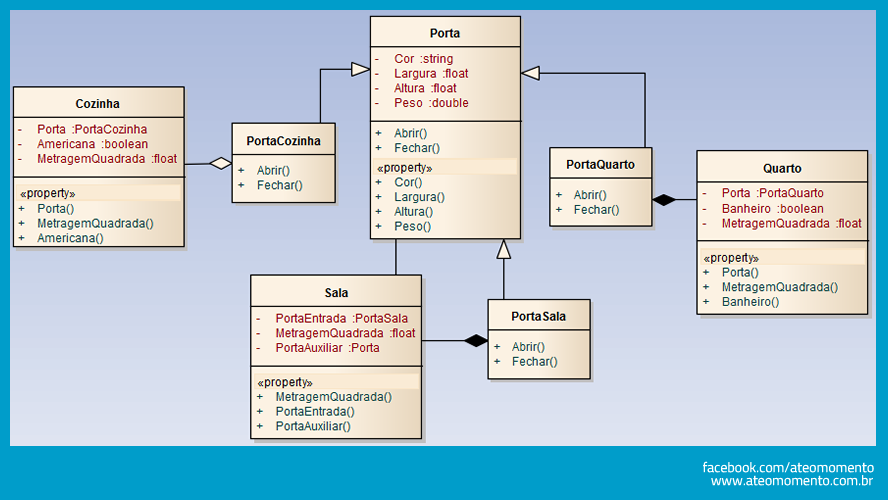 Porta
- Cor :string
- Largura :float
- Altura :float
- Peso :double
+ Abrir()
+ Fechar()
«property»
+ Cor()
+ Largura()
+ Altura()
+ Peso()
Cozinha
- Porta :PortaCozinha
- Americana :boolean
- MetragemQuadrada :float
«property»
+ Porta()
+ MetragemQuadrada()
+ Americana()
PortaCozinha
+ Abrir()
+ Fechar()
PortaQuarto
+ Abrir()
+ Fechar()
Quarto
- Porta :PortaQuarto
- Banheiro :boolean
- MetragemQuadrada :float
«property»
+ Porta()
+ MetragemQuadrada()
+ Banheiro()
Sala
- PortaEntrada :PortaSala
- MetragemQuadrada :float
- PortaAuxiliar :Porta
«property»
+ MetragemQuadrada()
+ PortaEntrada()
+ PortaAuxiliar()
PortaSala
+ Abrir()
+ Fechar()
facebook.com/ateomomento
www.ateomomento.com.br